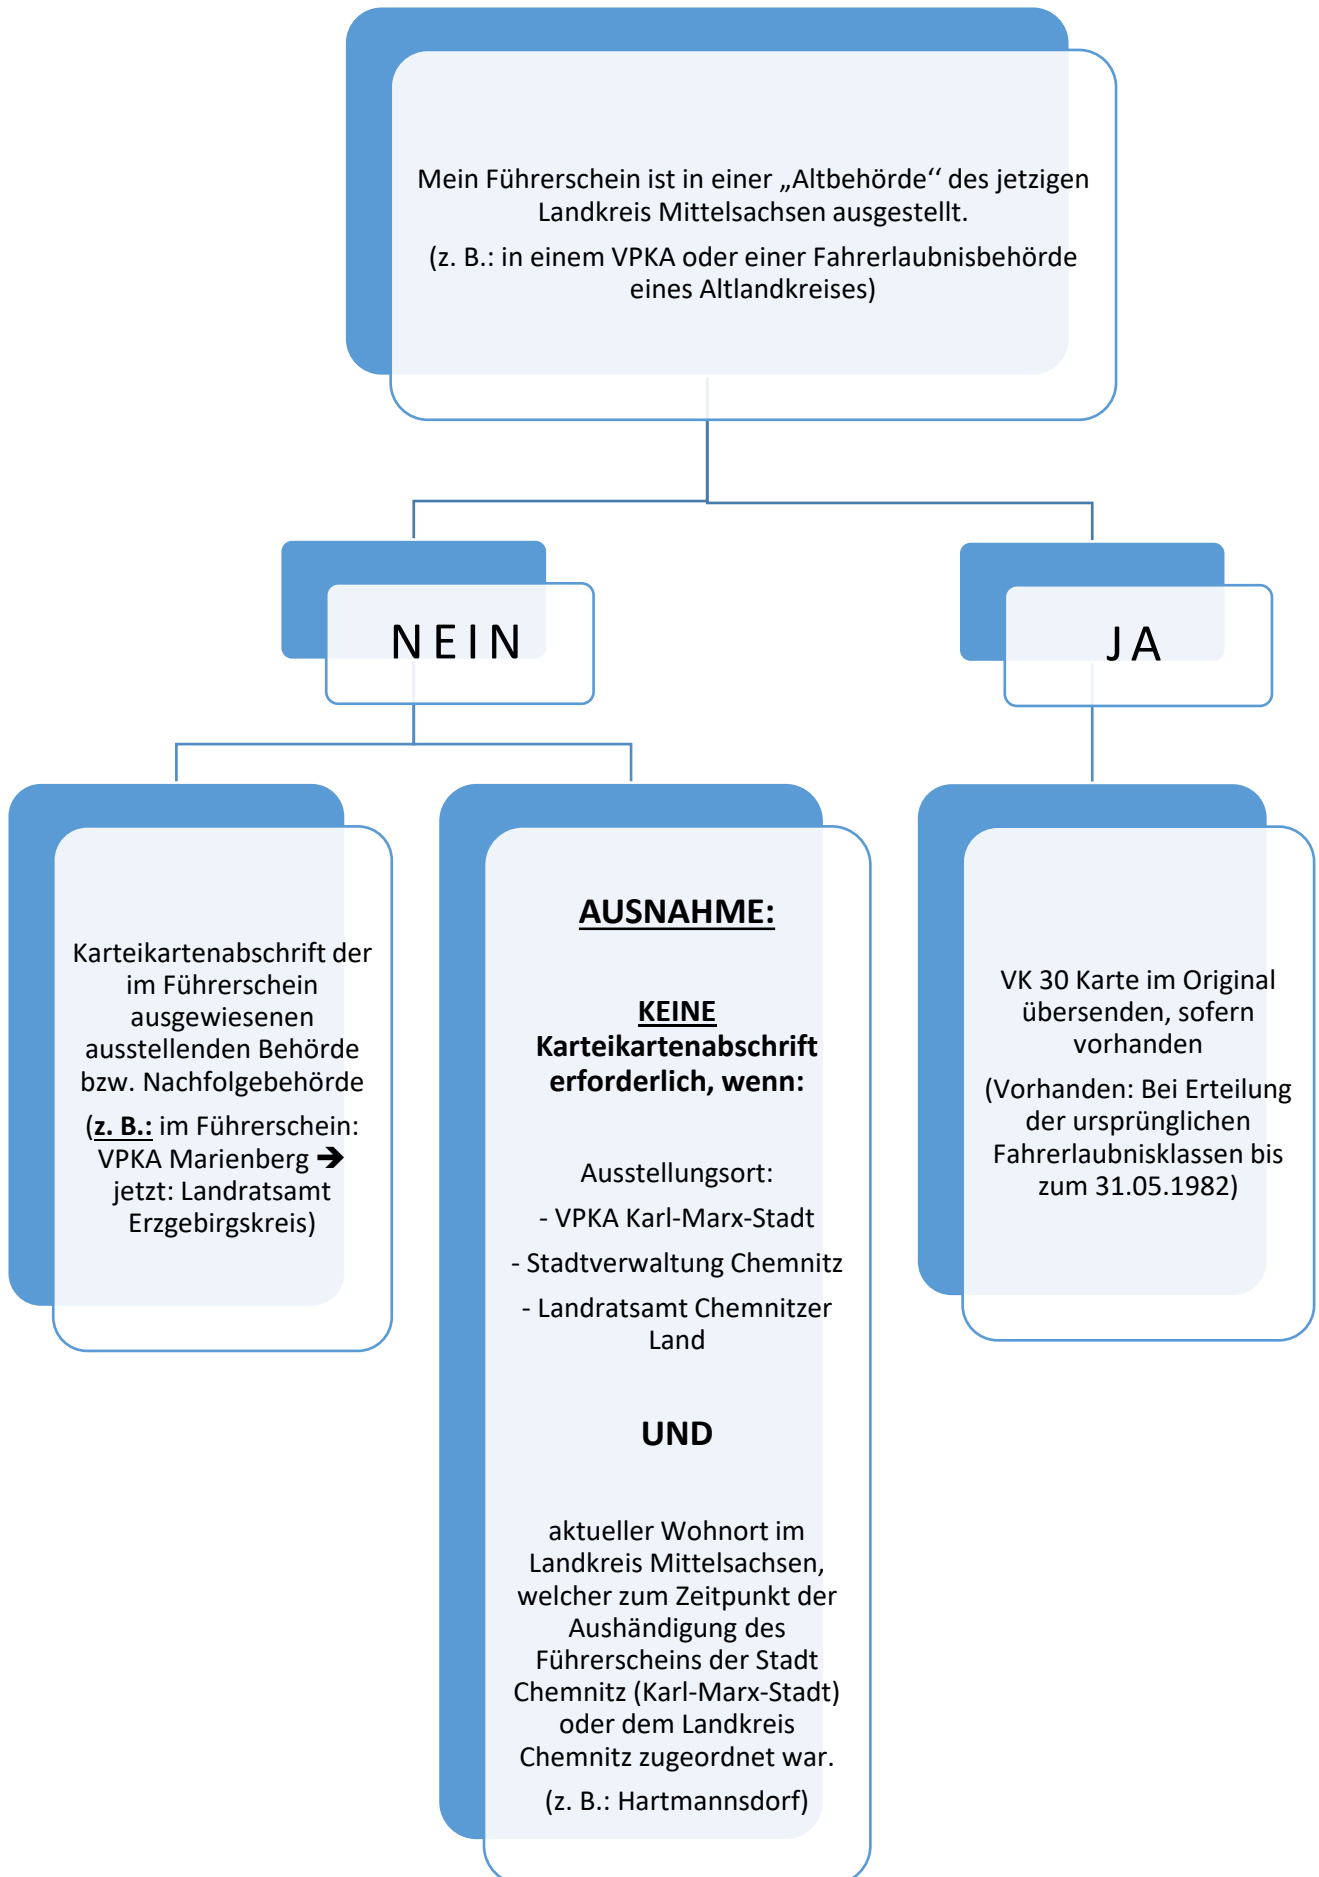 Mein Führerschein ist in einer „Altbehörde‘‘ des jetzigen
Landkreis Mittelsachsen ausgestellt.
(z. B.: in einem VPKA oder einer Fahrerlaubnisbehörde
eines Altlandkreises)
NEIN
JA
Karteikartenabschrift der
im Führerschein
ausgewiesenen
ausstellenden Behörde
bzw. Nachfolgebehörde
(z. B.: im Führerschein:
VPKA Marienberg ➔
jetzt: Landratsamt
Erzgebirgskreis)
AUSNAHME:
KEINE
Karteikartenabschrift
erforderlich, wenn:
Ausstellungsort:
- VPKA Karl-Marx-Stadt
- Stadtverwaltung Chemnitz
- Landratsamt Chemnitzer
Land
UND
aktueller Wohnort im
Landkreis Mittelsachsen,
welcher zum Zeitpunkt der
Aushändigung des
Führerscheins der Stadt
Chemnitz (Karl-Marx-Stadt)
oder dem Landkreis
Chemnitz zugeordnet war.
(z. B.: Hartmannsdorf)
VK 30 Karte im Original
übersenden, sofern
vorhanden
(Vorhanden: Bei Erteilung
der ursprünglichen
Fahrerlaubnisklassen bis
zum 31.05.1982)